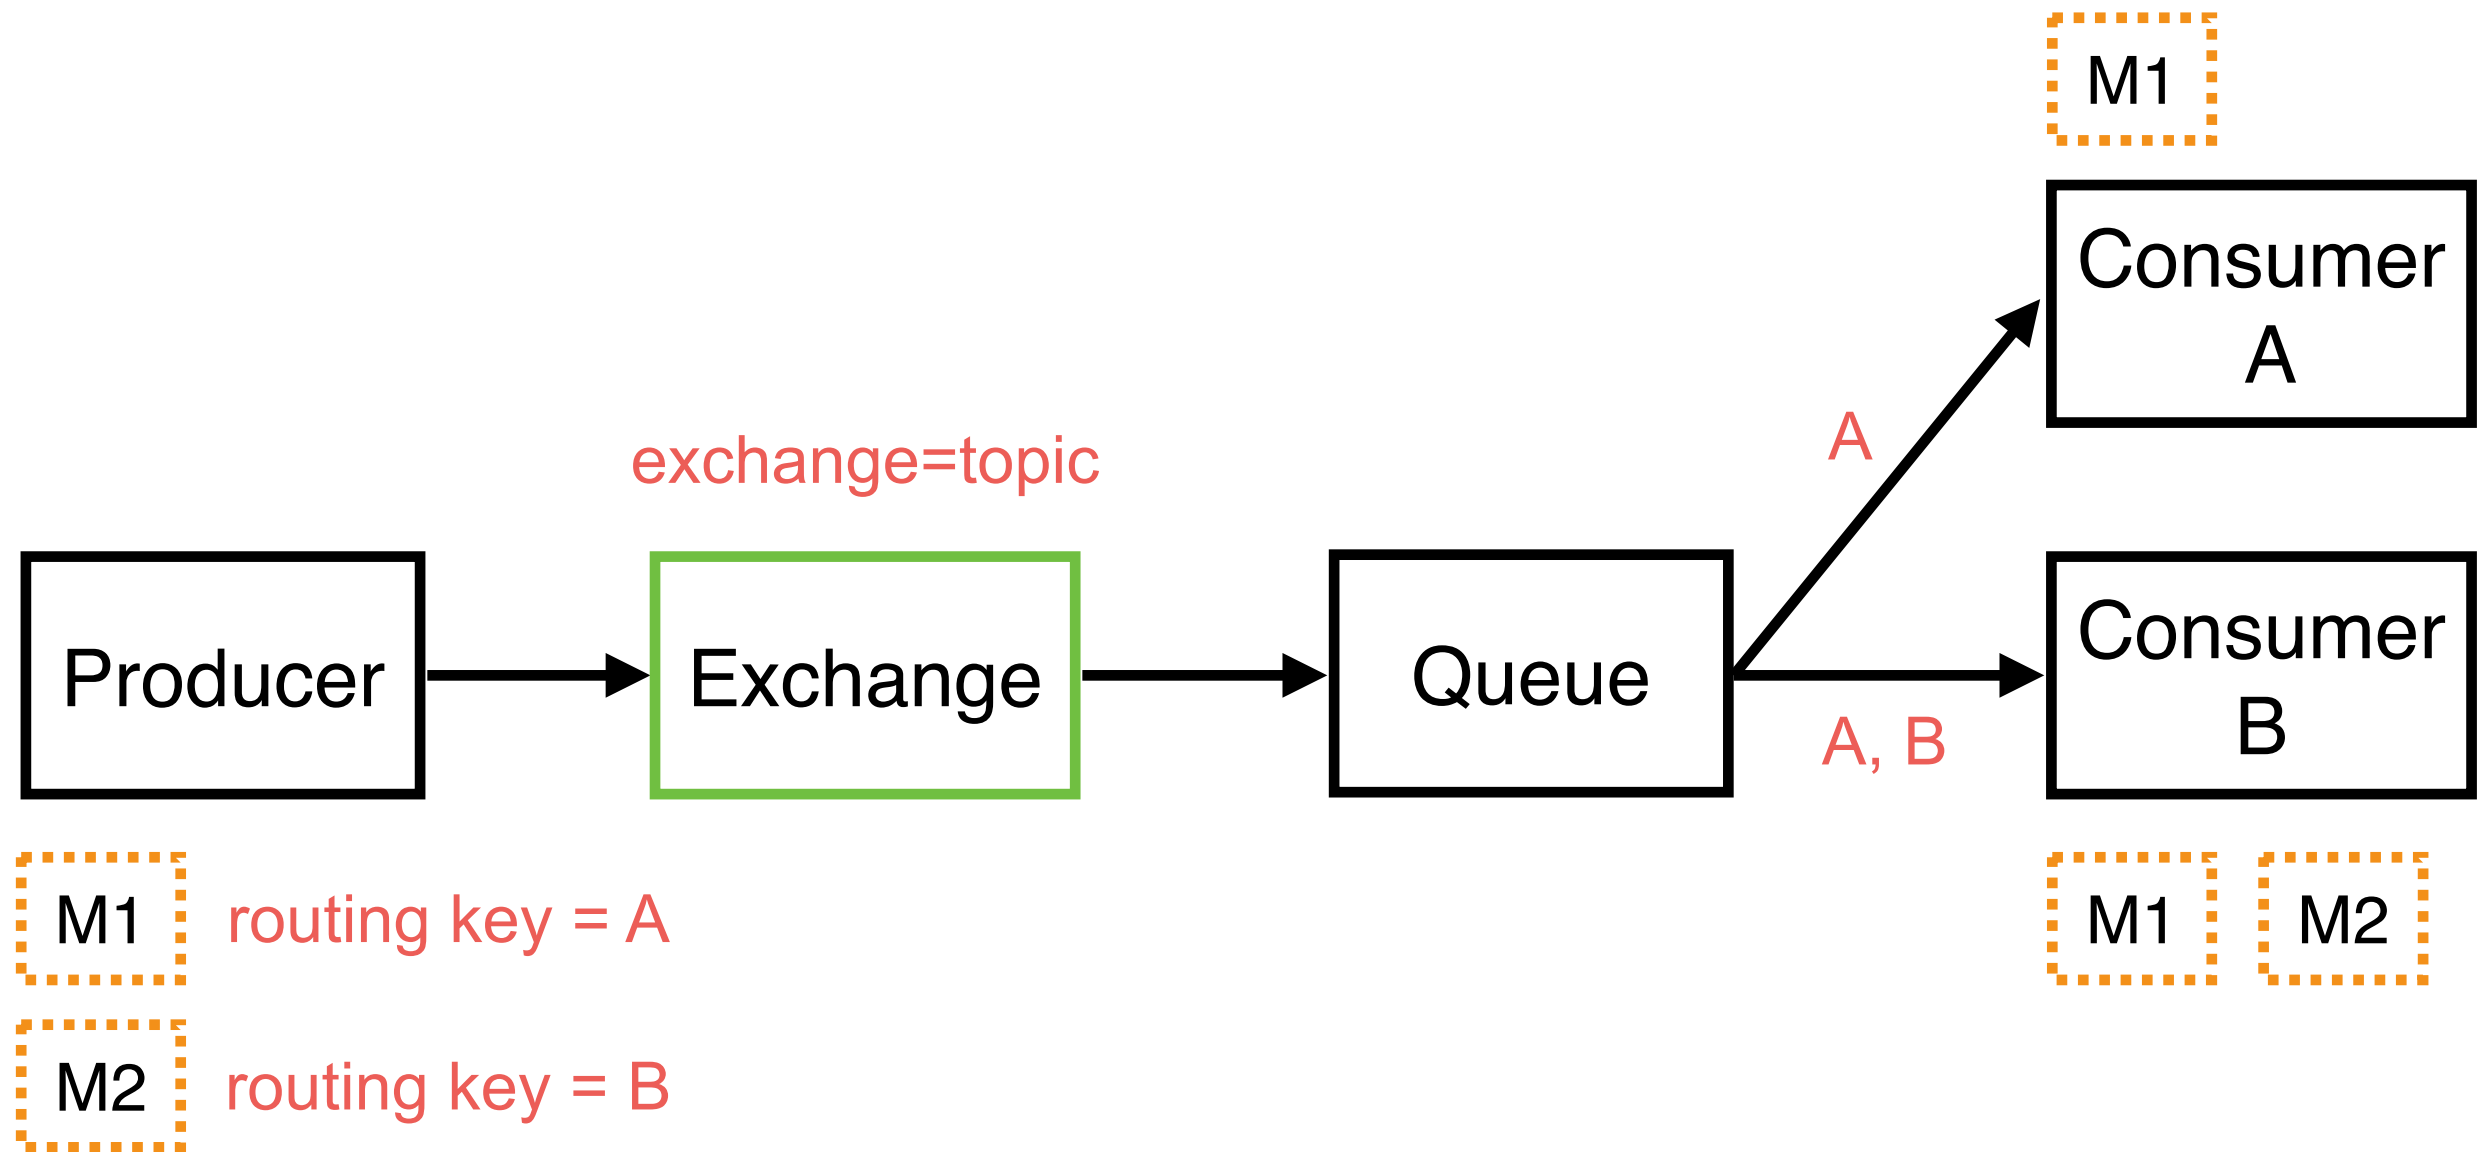 M1
Consumer
A
A
exchange=topic
Producer
Exchange
Queue
Consumer
B
A, B
M1
routing key = A
M1
M2
M2
routing key = B